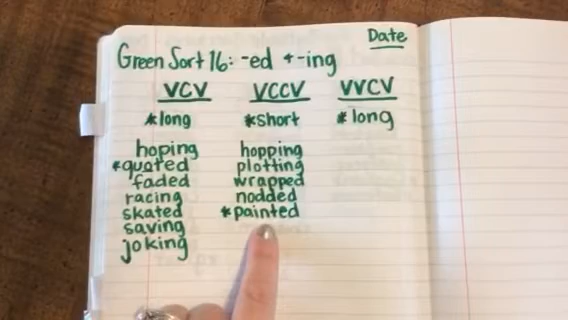 Date
Green Sort 16: -ed + -ing
VCV VCCV VVCV
*long *short *long
hoping hopping
*quoted plotting
faded wrapped
racing nodded
skated *painted
saving
joking